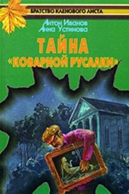 БРАТСТВО КЛЕНОВОГО ЛИСТА
Антон Иванов
Анна Устинова
ТАЙНА
"КОВАРНОЙ РУСАЛКИ"